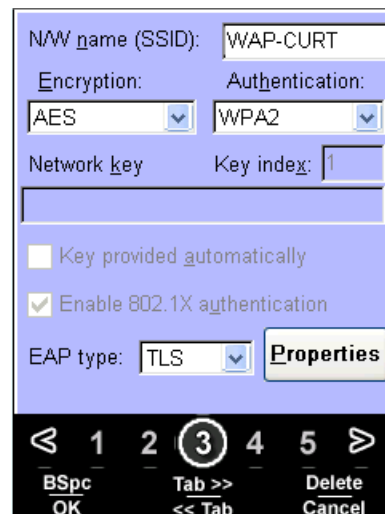 N/W name (SSID): WAP-CURT
Encryption: Authentication:
AES WPA2
Network key Key index: 1
Key provided automatically
Enable 802.1X authentication
EAP type: TLS Properties
< 1 2 3 4 5 >
BSpc Tab >> Delete
OK << Tab Cancel